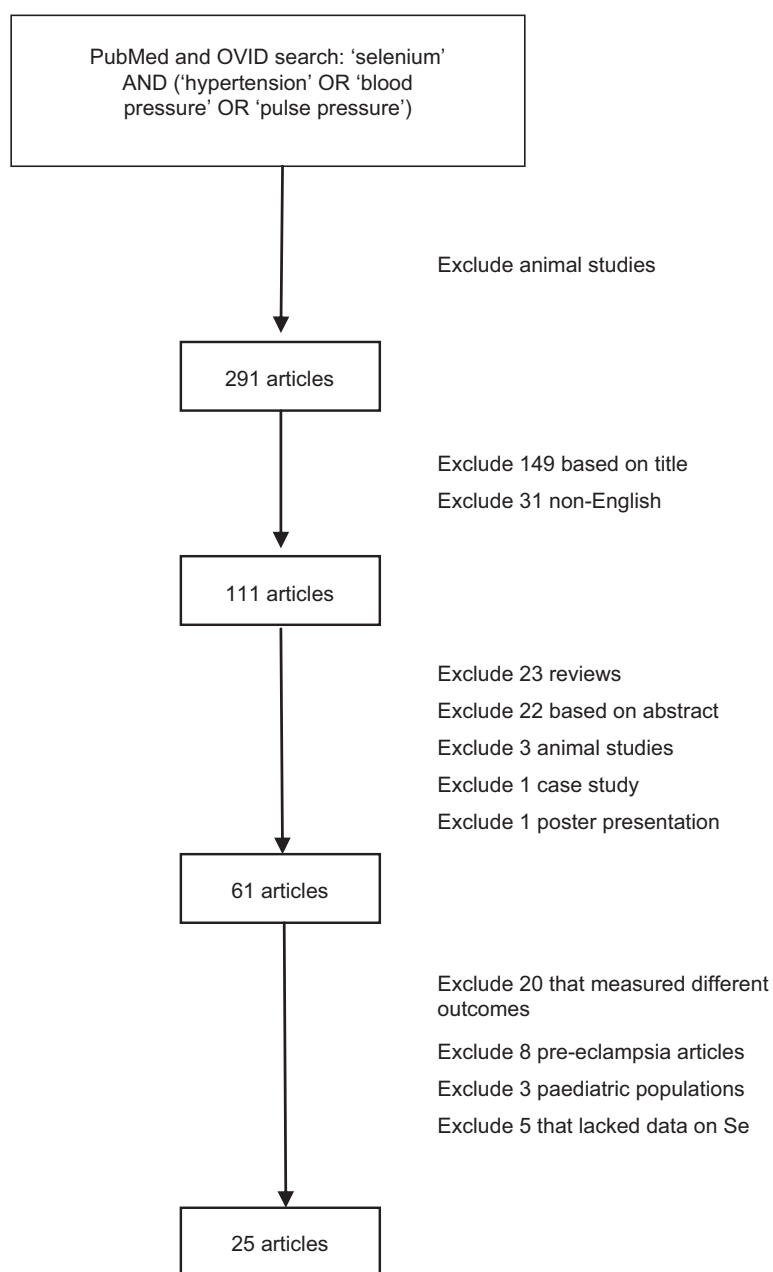 PubMed and OVID search: ‘selenium’
AND (‘hypertension’ OR ‘blood
pressure’ OR ‘pulse pressure’)
Exclude animal studies
291 articles
Exclude 149 based on title
Exclude 31 non-English
111 articles
Exclude 23 reviews
Exclude 22 based on abstract
Exclude 3 animal studies
Exclude 1 case study
Exclude 1 poster presentation
61 articles
Exclude 20 that measured different
outcomes
Exclude 8 pre-eclampsia articles
Exclude 3 paediatric populations
Exclude 5 that lacked data on Se
25 articles